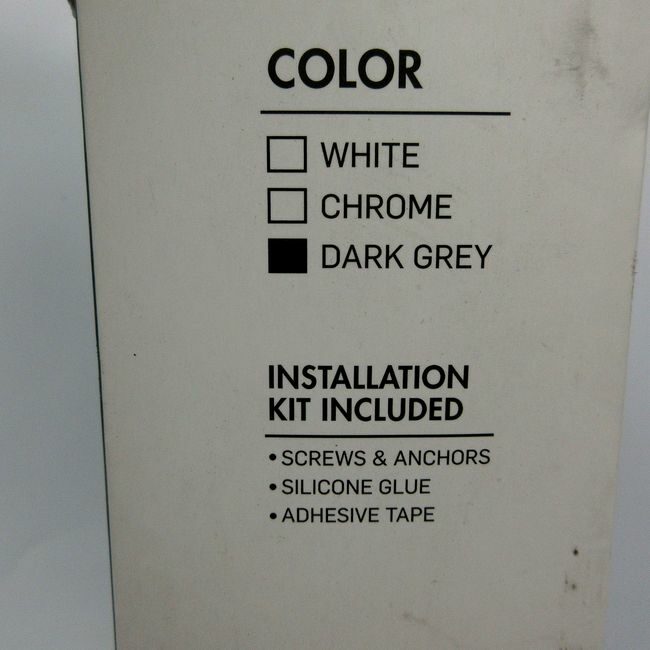 COLOR
WHITE
CHROME
DARK GREY
INSTALLATION
KIT INCLUDED
• SCREWS & ANCHORS
• SILICONE GLUE
• ADHESIVE TAPE